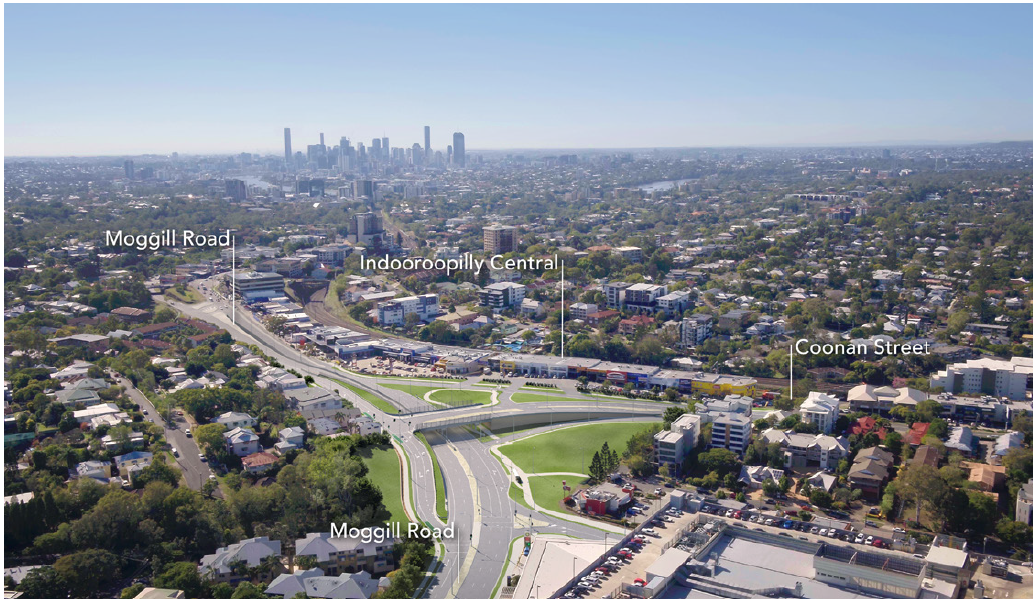 Moggill Road
Indooroopilly Central
Coonan Street
Moggill Road